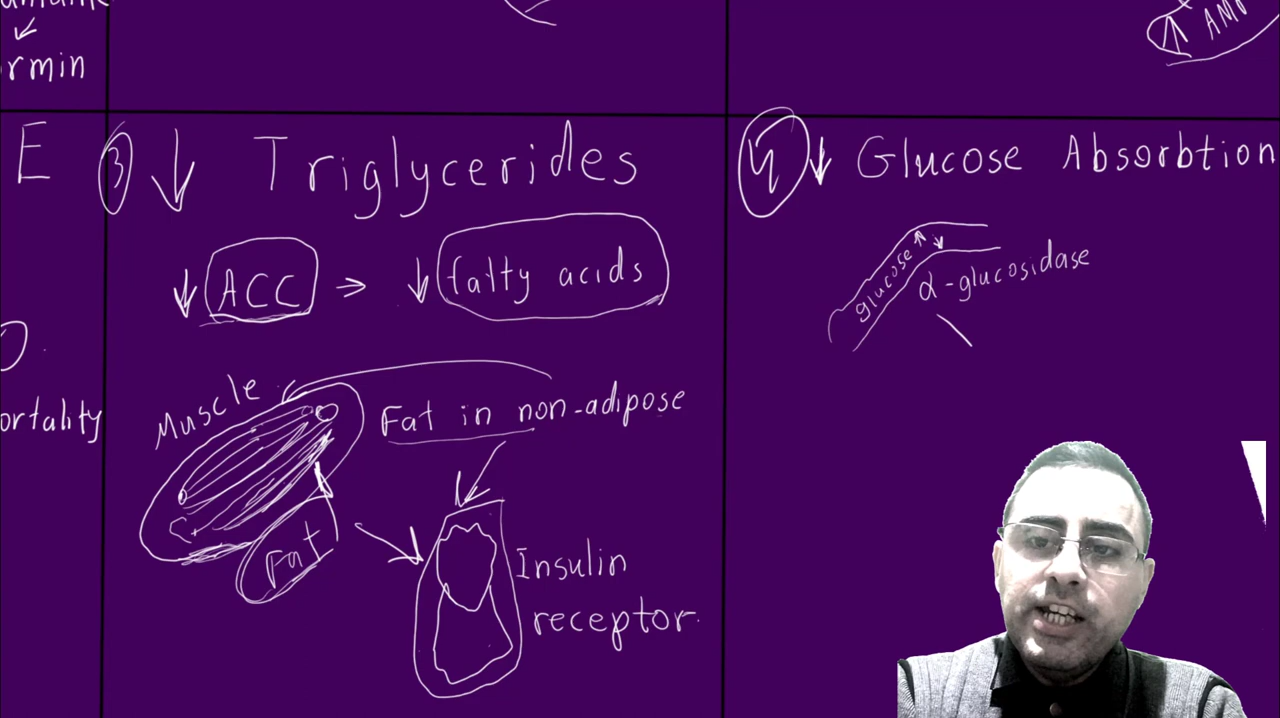 rmin
↑ AMP
E
③ ↓ Triglycerides
↓ ACC → ↓ fatty acids
ortality
Muscle
Fat in non-adipose
Fat
Insulin
receptor
4 ↓ Glucose Absorbtion
glucose ↑ ↓
α-glucosidase